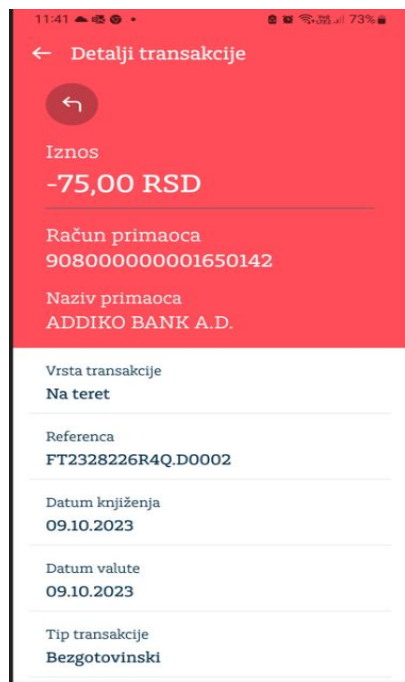 11:41
73%
Detalji transakcije
Iznos
-75,00 RSD
Račun primaoca
908000000001650142
Naziv primaoca
ADDIKO BANK A.D.
Vrsta transakcije
Na teret
Referenca
FT2328226R4Q.D0002
Datum knjiženja
09.10.2023
Datum valute
09.10.2023
Tip transakcije
Bezgotovinski